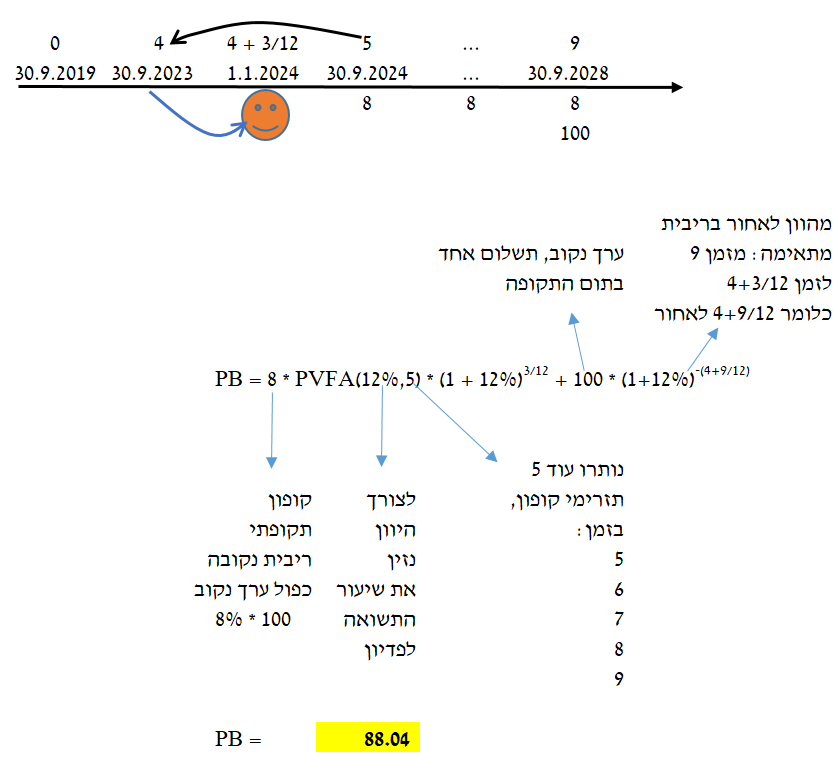 0 4 4 + 3/12 5 ... 9
30.9.2019 30.9.2023 1.1.2024 30.9.2024 ... 30.9.2028
8 8 8
100
מהוון לאחור בריבית
מתאימה: מזמן 9
לזמן 4+3/12
כלומר 4+9/12 לאחור
ערך נקוב, תשלום אחד
בתום התקופה
PB = 8 * PVFA(12%,5) * (1 + 12%)^3/12 + 100 * (1+12%)^-(4+9/12)
נותרו עוד 5
תזרימי קופון,
בזמן:
5
6
7
8
9
לצורך
היוון
נזין
את שיעור
התשואה
לפדיון
קופון
תקופתי
ריבית נקובה
כפול ערך נקוב
8% * 100
PB = 88.04